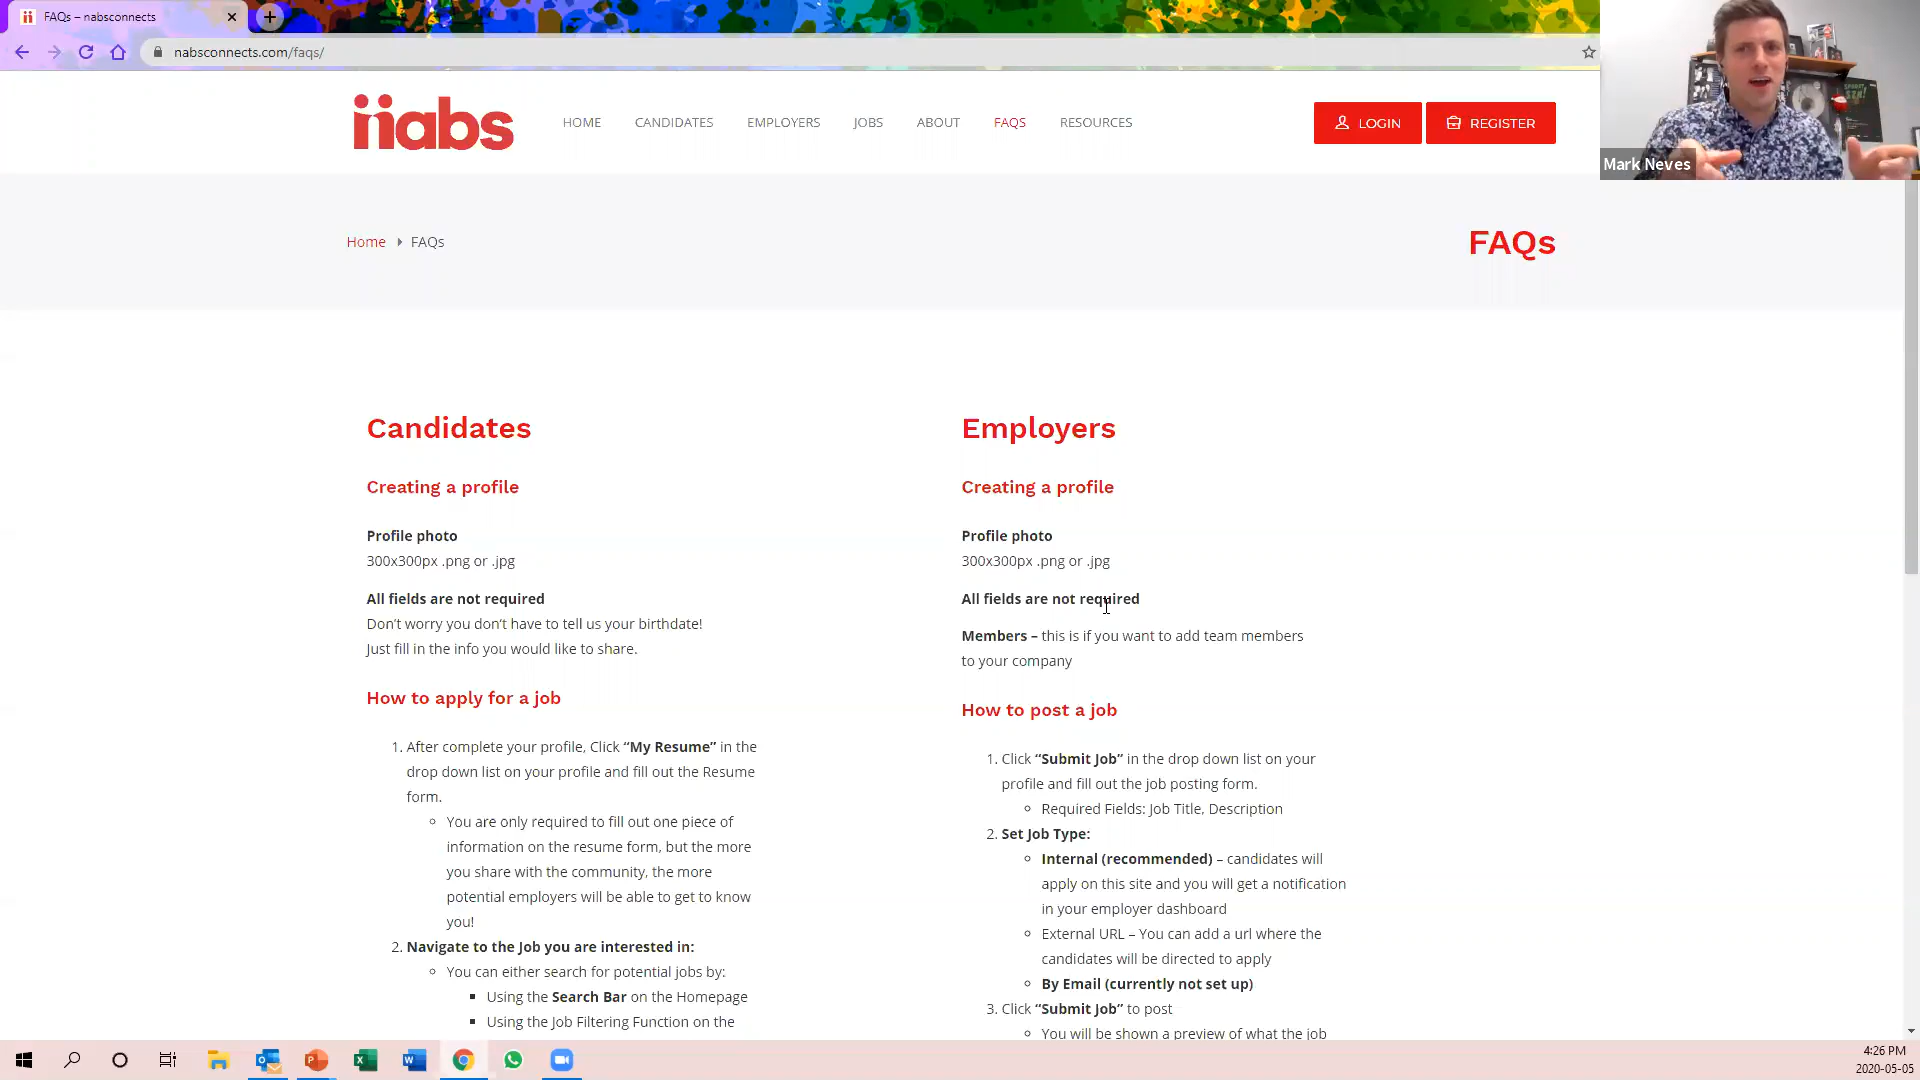 FAQs – nabsconnects
nabsconnects.com/faqs/
nabs
HOME
CANDIDATES
EMPLOYERS
JOBS
ABOUT
FAQS
RESOURCES
LOGIN
REGISTER
Mark Neves
Home
FAQs
FAQs
Candidates
Creating a profile
Profile photo
300x300px .png or .jpg
All fields are not required
Don't worry you don't have to tell us your birthdate!
Just fill in the info you would like to share.
How to apply for a job
1. After complete your profile, Click “My Resume” in the
drop down list on your profile and fill out the Resume
form.
You are only required to fill out one piece of
information on the resume form, but the more
you share with the community, the more
potential employers will be able to get to know
you!
2. Navigate to the Job you are interested in:
You can either search for potential jobs by:
Using the Search Bar on the Homepage
Using the Job Filtering Function on the
Employers
Creating a profile
Profile photo
300x300px .png or .jpg
All fields are not required
Members – this is if you want to add team members
to your company
How to post a job
1. Click “Submit Job” in the drop down list on your
profile and fill out the job posting form.
Required Fields: Job Title, Description
2. Set Job Type:
Internal (recommended) – candidates will
apply on this site and you will get a notification
in your employer dashboard
External URL – You can add a url where the
candidates will be directed to apply
By Email (currently not set up)
3. Click “Submit Job” to post
You will be shown a preview of what the job
4:26 PM
2020-05-05